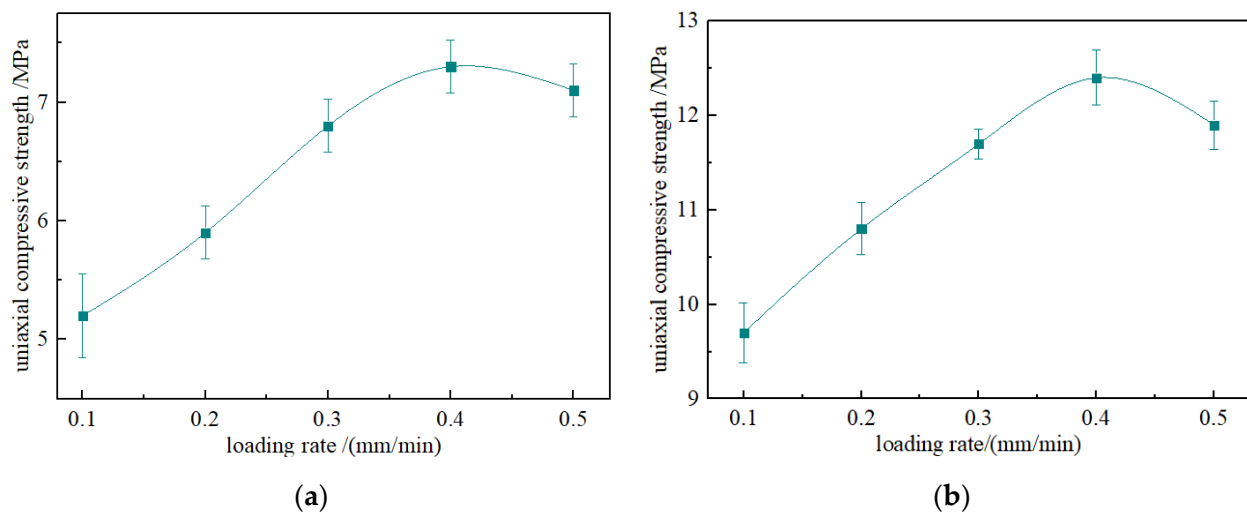 uniaxial compressive strength /MPa
7
6
5
0.1 0.2 0.3 0.4 0.5
loading rate /(mm/min)
(a)
uniaxial compressive strength /MPa
13
12
11
10
9
0.1 0.2 0.3 0.4 0.5
loading rate/(mm/min)
(b)